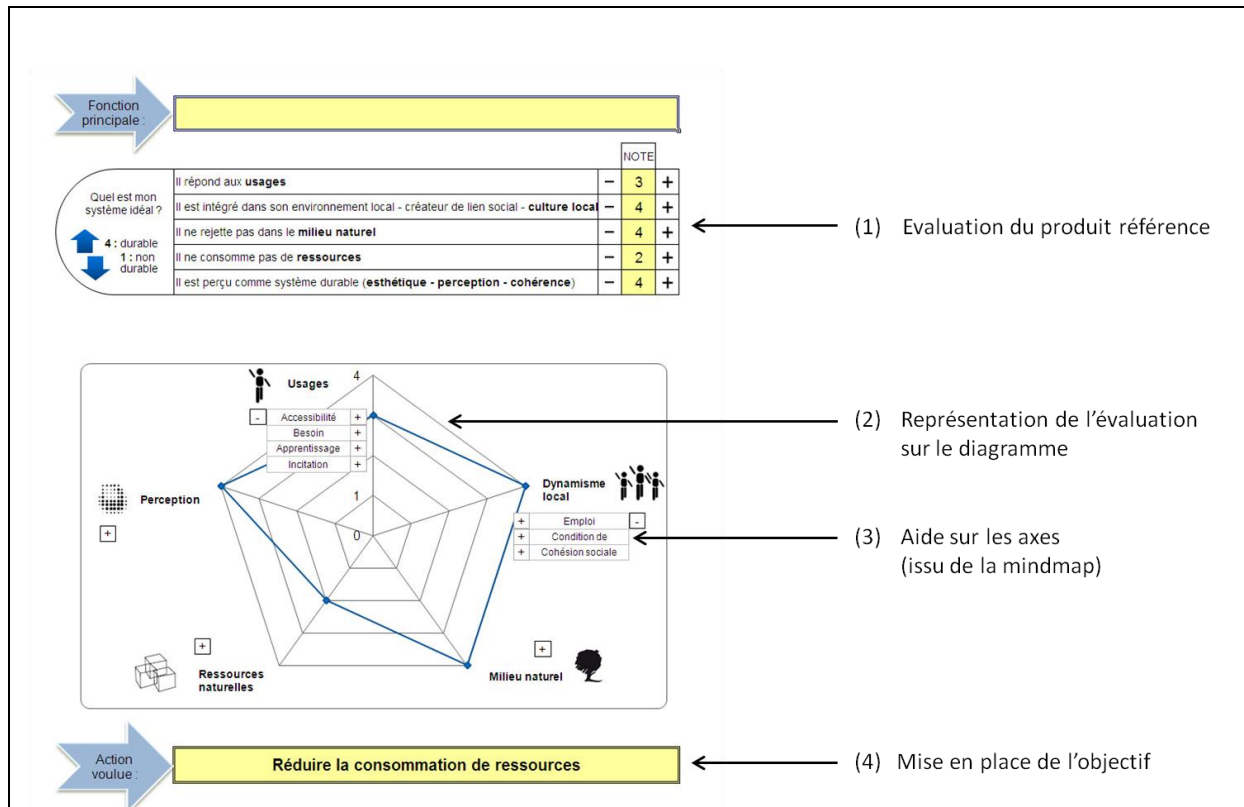 Fonction
principale :
NOTE
Quel est mon
système idéal ?
4 : durable
1 : non
durable
Il répond aux usages − 3 +
Il est intégré dans son environnement local - créateur de lien social - culture local − 4 +
Il ne rejette pas dans le milieu naturel − 4 +
Il ne consomme pas de ressources − 2 +
Il est perçu comme système durable (esthétique - perception - cohérence) − 4 +
(1) Evaluation du produit référence
Usages
4
- Accessibilité +
Besoin +
Apprentissage +
Incitation +
(2) Représentation de l’évaluation
sur le diagramme
Perception
+
1
0
Dynamisme
local
+ Emploi -
+ Condition de
+ Cohésion sociale
(3) Aide sur les axes
(issu de la mindmap)
+
Ressources
naturelles
+
Milieu naturel
Action
voulue :
Réduire la consommation de ressources
(4) Mise en place de l’objectif